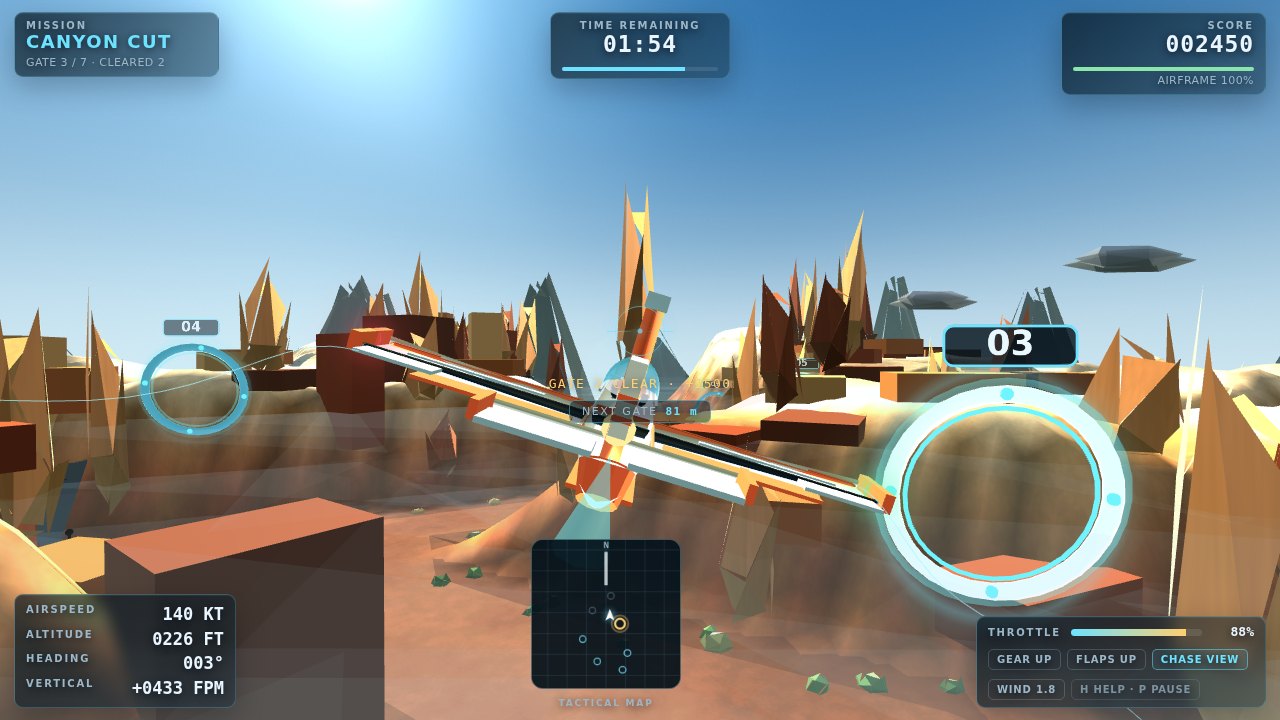 MISSION
CANYON CUT
GATE 3 / 7 · CLEARED 2
TIME REMAINING
01:54
SCORE
002450
AIRFRAME 100%
04
03
NEXT GATE 81 m
AIRSPEED 140 KT
ALTITUDE 0226 FT
HEADING 003°
VERTICAL +0433 FPM
N
TACTICAL MAP
THROTTLE 88%
GEAR UP FLAPS UP CHASE VIEW
WIND 1.8 H HELP · P PAUSE